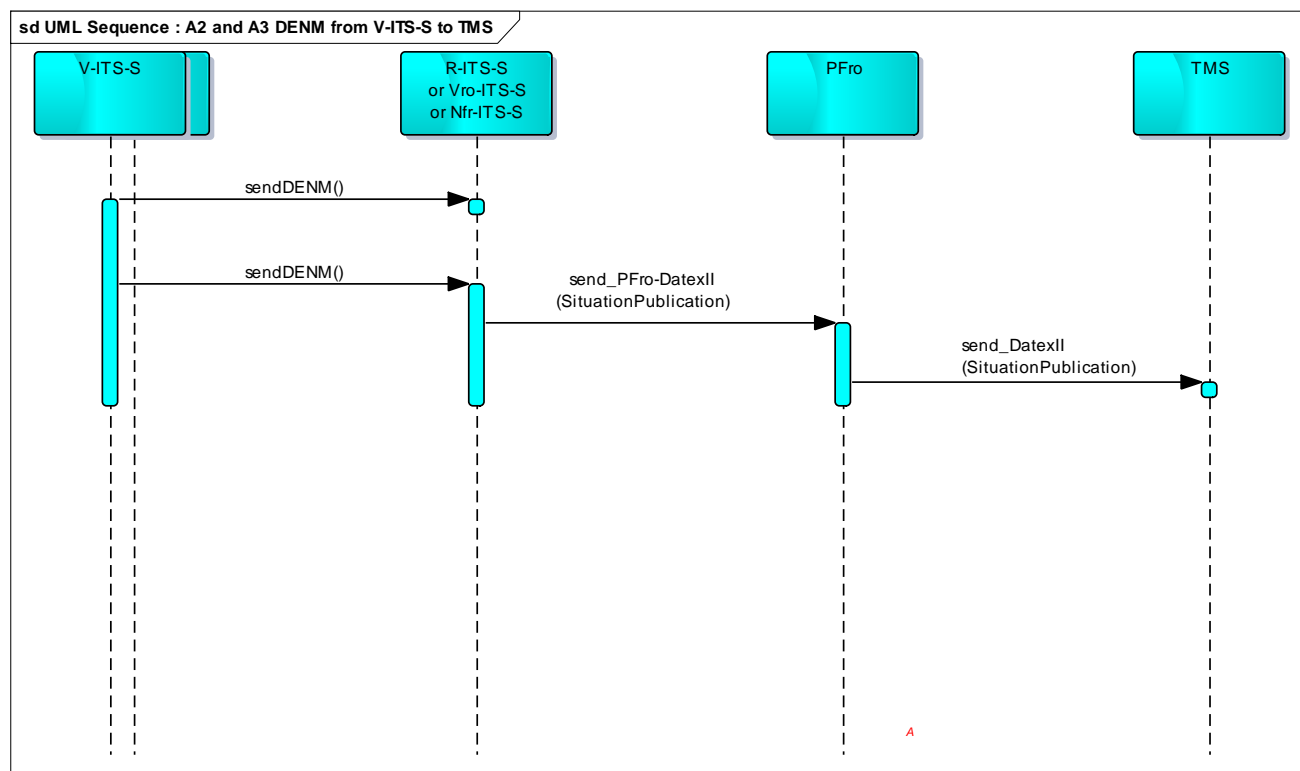 sd UML Sequence : A2 and A3 DENM from V-ITS-S to TMS
V-ITS-S
R-ITS-S
or Vro-ITS-S
or Nfr-ITS-S
PFro
TMS
sendDENM()
sendDENM()
send_PFro-DatexII
(SituationPublication)
send_DatexII
(SituationPublication)
A